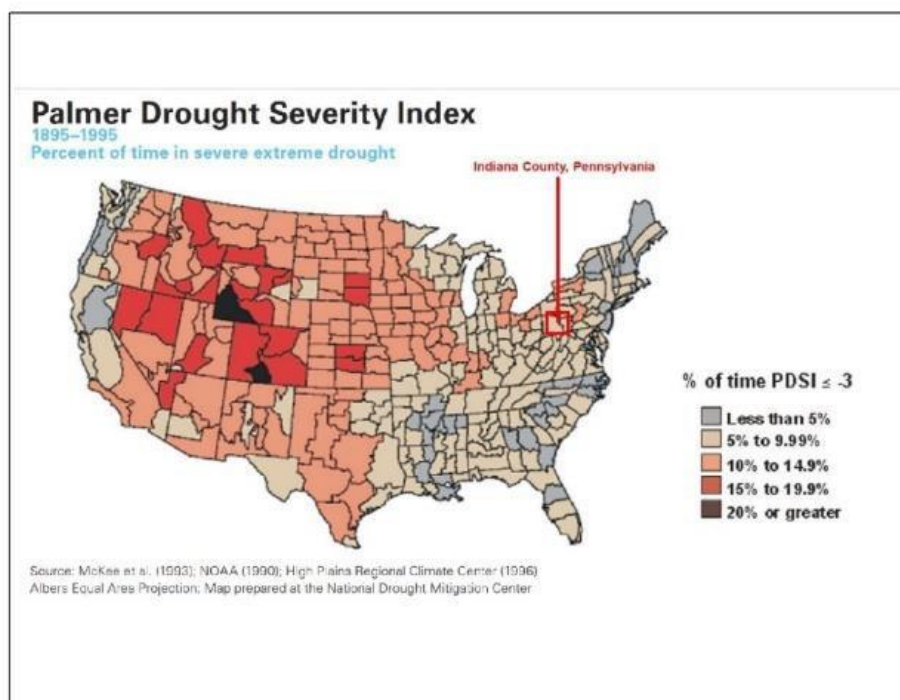 Palmer Drought Severity Index
1895–1995
Perceent of time in severe extreme drought
Indiana County, Pennsylvania
% of time PDSI ≤ -3
Less than 5%
5% to 9.99%
10% to 14.9%
15% to 19.9%
20% or greater
Source: McKee et al. (1993); NOAA (1990); High Plains Regional Climate Center (1996)
Albers Equal Area Projection; Map prepared at the National Drought Mitigation Center